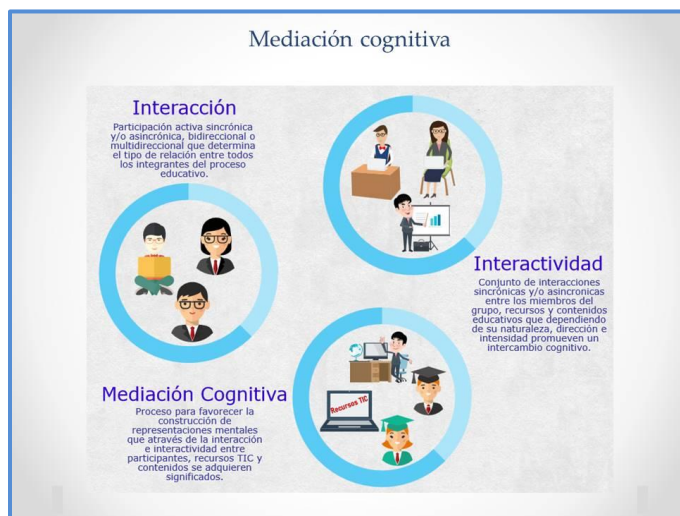 Mediación cognitiva
Interacción
Participación activa sincrónica
y/o asincrónica, bidireccional o
multidireccional que determina
el tipo de relación entre todos
los integrantes del proceso
educativo.
Interactividad
Conjunto de interacciones
sincrónicas y/o asincronicas
entre los miembros del
grupo, recursos y contenidos
educativos que dependiendo
de su naturaleza, dirección e
intensidad promueven un
intercambio cognitivo.
Mediación Cognitiva
Proceso para favorecer la
construcción de
representaciones mentales
que através de la interacción
e interactividad entre
participantes, recursos TIC y
contenidos se adquieren
significados.
Recursos TIC